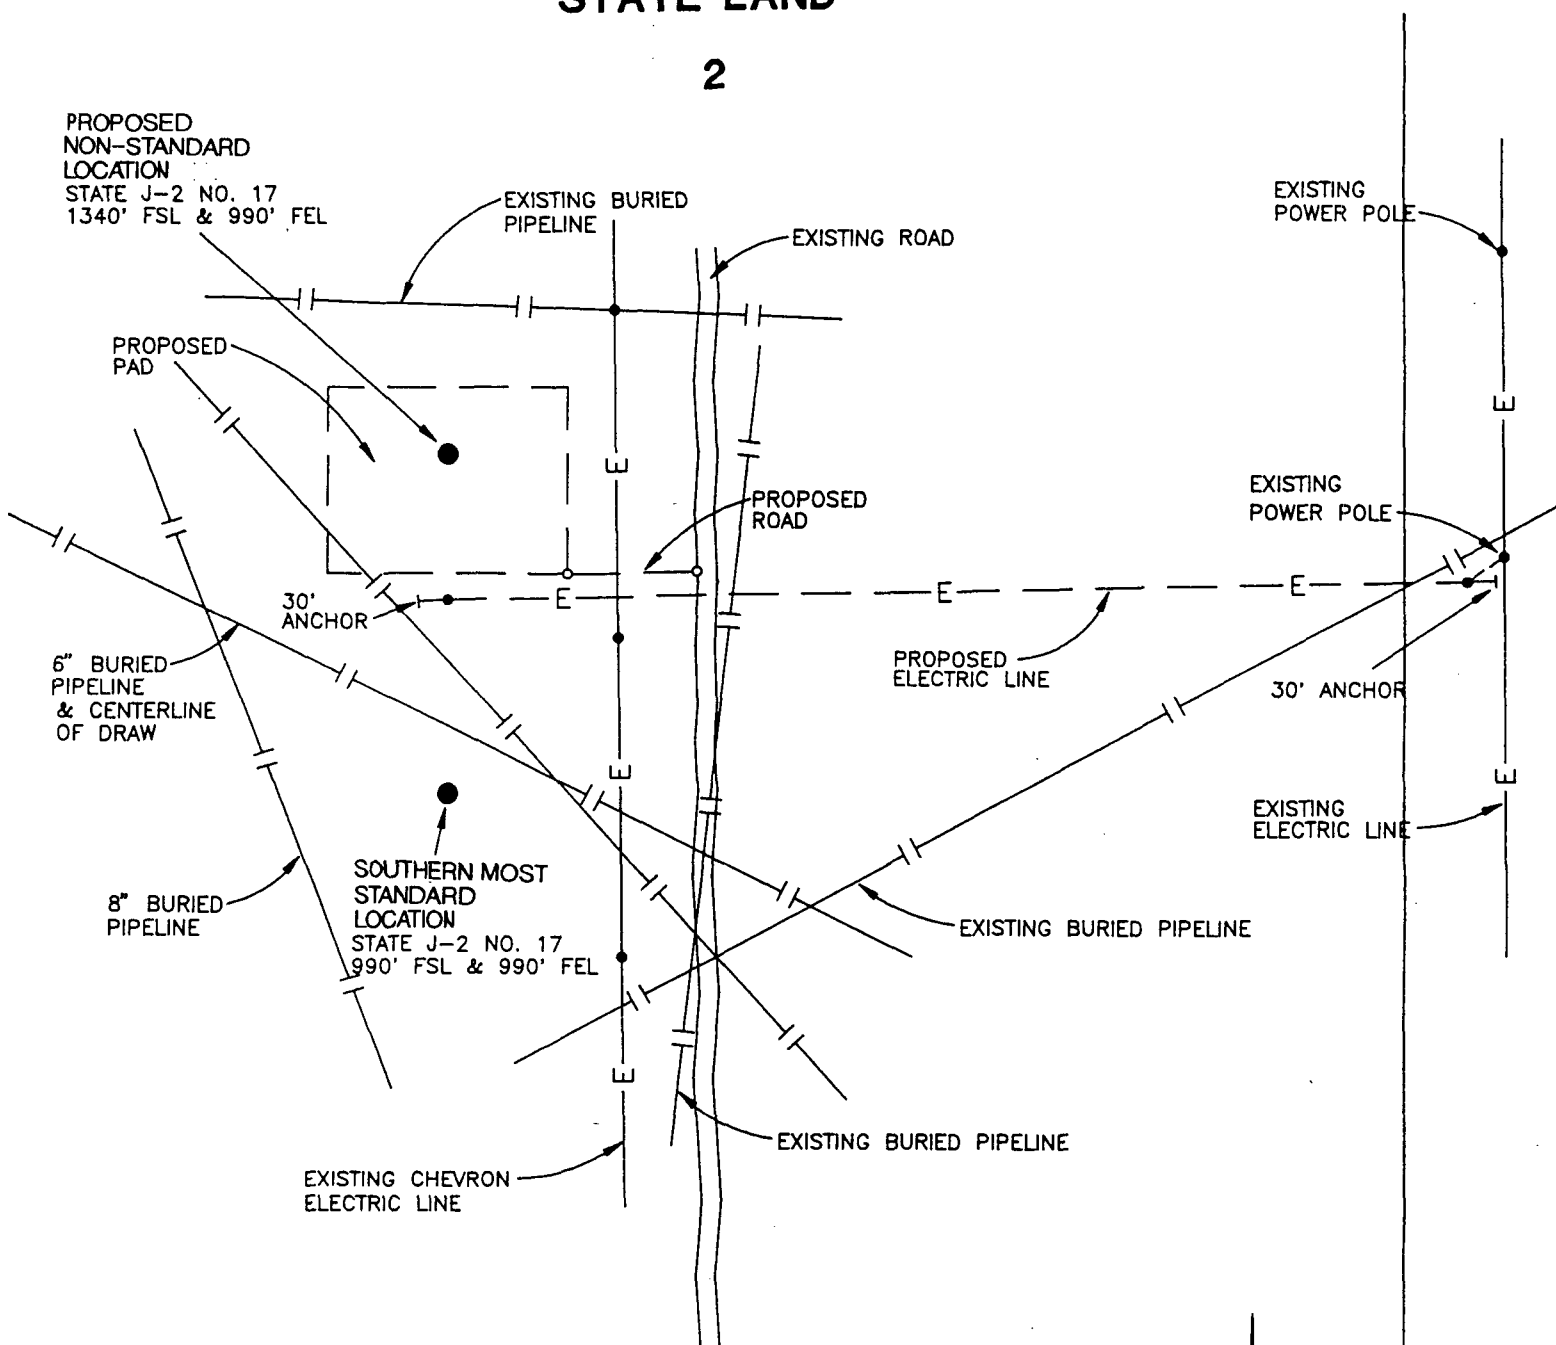 STATE LAND
2
PROPOSED
NON-STANDARD
LOCATION
STATE J-2 NO. 17
1340' FSL & 990' FEL
EXISTING BURIED
PIPELINE
EXISTING ROAD
EXISTING
POWER POLE
PROPOSED
PAD
E
E
PROPOSED
ROAD
EXISTING
POWER POLE
30'
ANCHOR
E
E
E
6" BURIED
PIPELINE
& CENTERLINE
OF DRAW
PROPOSED
ELECTRIC LINE
30' ANCHOR
E
E
EXISTING
ELECTRIC LINE
SOUTHERN MOST
STANDARD
LOCATION
STATE J-2 NO. 17
990' FSL & 990' FEL
8" BURIED
PIPELINE
EXISTING BURIED PIPELINE
E
EXISTING BURIED PIPELINE
EXISTING CHEVRON
ELECTRIC LINE